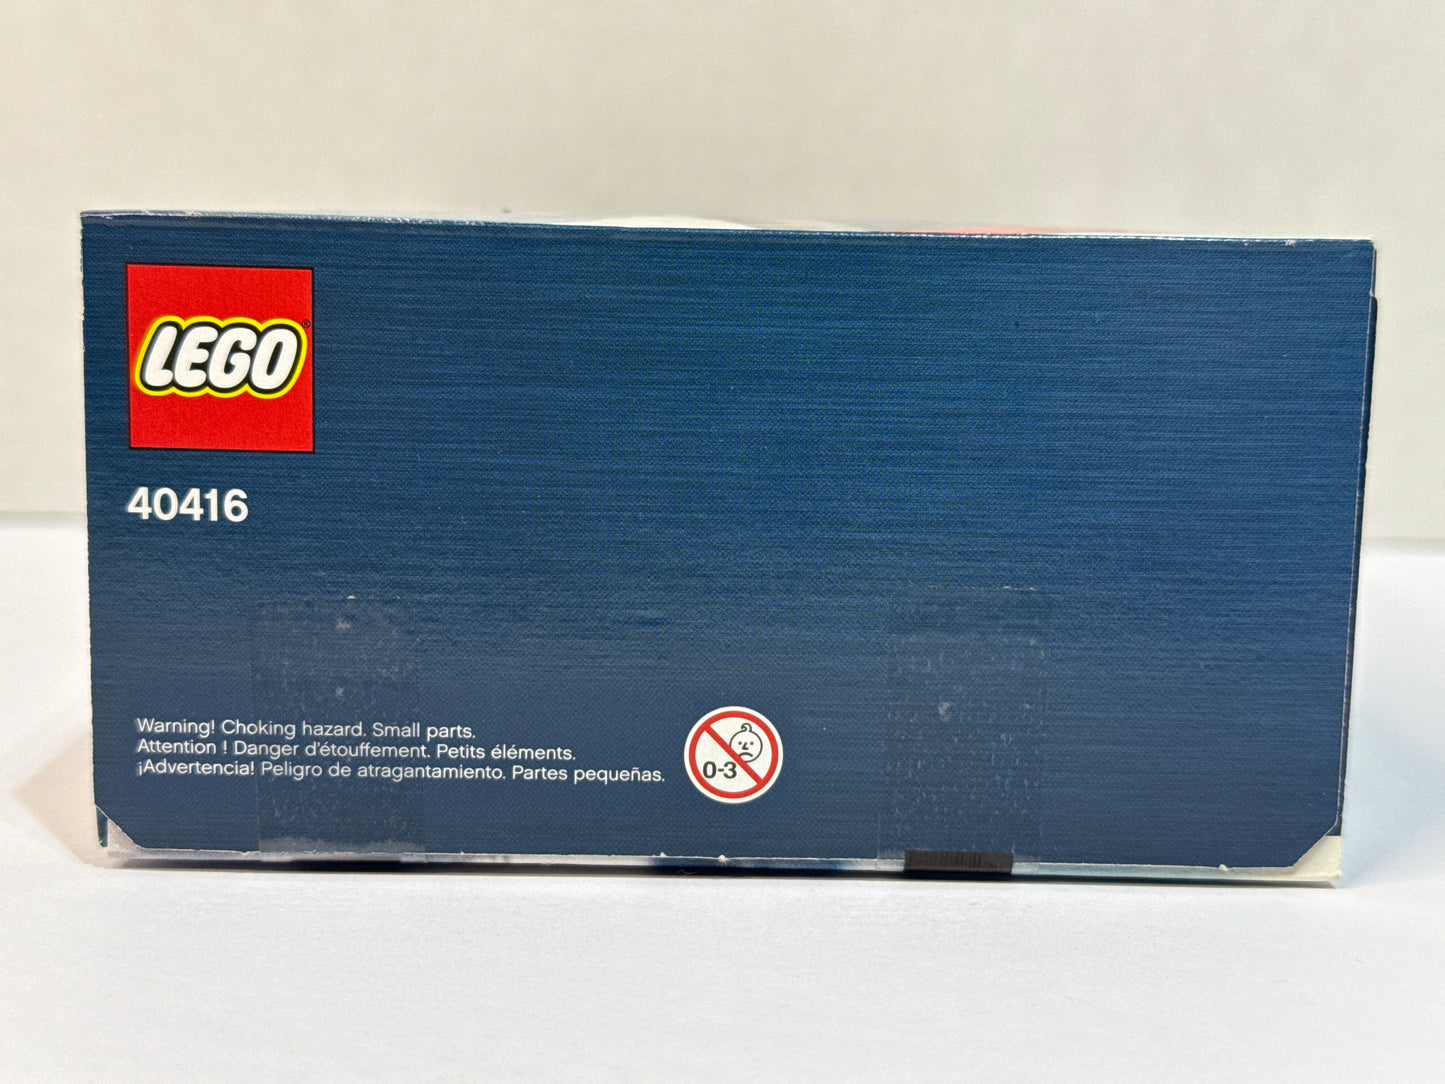 LEGO®
40416
Warning! Choking hazard. Small parts.
Attention ! Danger d'étouffement. Petits éléments.
¡Advertencia! Peligro de atragantamiento. Partes pequeñas.
0-3